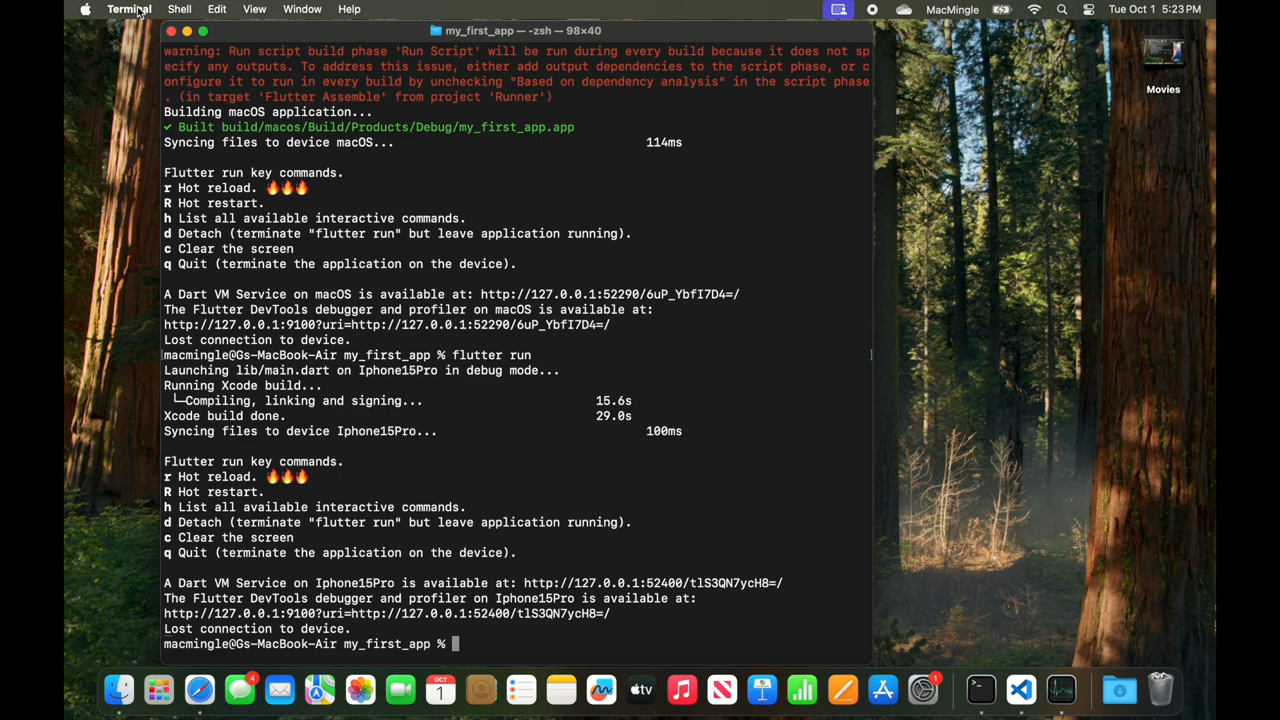 Terminal Shell Edit View Window Help MacMingle Tue Oct 1 5:23 PM
my_first_app — -zsh — 98×40
warning: Run script build phase 'Run Script' will be run during every build because it does not sp
ecify any outputs. To address this issue, either add output dependencies to the script phase, or c
onfigure it to run in every build by unchecking "Based on dependency analysis" in the script phase
. (in target 'Flutter Assemble' from project 'Runner')
Building macOS application...
✓ Built build/macos/Build/Products/Debug/my_first_app.app
Syncing files to device macOS... 114ms
Flutter run key commands.
r Hot reload. 🔥🔥🔥
R Hot restart.
h List all available interactive commands.
d Detach (terminate "flutter run" but leave application running).
c Clear the screen
q Quit (terminate the application on the device).
A Dart VM Service on macOS is available at: http://127.0.0.1:52290/6uP_YbfI7D4=/
The Flutter DevTools debugger and profiler on macOS is available at:
http://127.0.0.1:9100?uri=http://127.0.0.1:52290/6uP_YbfI7D4=/
Lost connection to device.
macmingle@Gs-MacBook-Air my_first_app % flutter run
Launching lib/main.dart on Iphone15Pro in debug mode...
Running Xcode build...
└─Compiling, linking and signing... 15.6s
Xcode build done. 29.0s
Syncing files to device Iphone15Pro... 100ms
Flutter run key commands.
r Hot reload. 🔥🔥🔥
R Hot restart.
h List all available interactive commands.
d Detach (terminate "flutter run" but leave application running).
c Clear the screen
q Quit (terminate the application on the device).
A Dart VM Service on Iphone15Pro is available at: http://127.0.0.1:52400/tlS3QN7ycH8=/
The Flutter DevTools debugger and profiler on Iphone15Pro is available at:
http://127.0.0.1:9100?uri=http://127.0.0.1:52400/tlS3QN7ycH8=/
Lost connection to device.
macmingle@Gs-MacBook-Air my_first_app %
Movies
4
OCT
1
tv
1